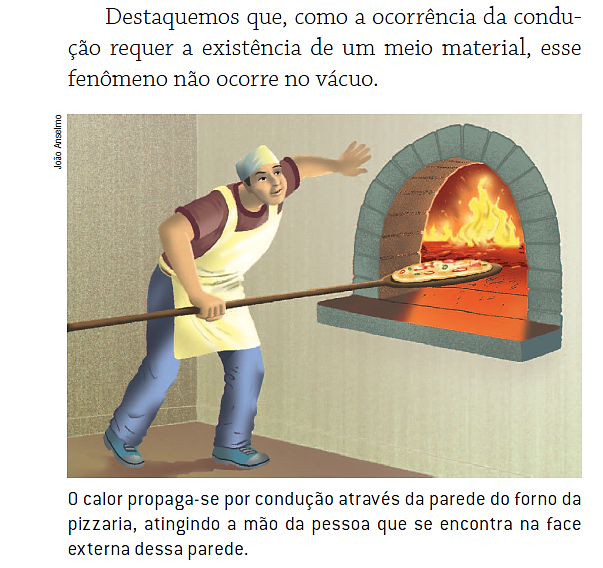 Destaquemos que, como a ocorrência da condu-
ção requer a existência de um meio material, esse
fenômeno não ocorre no vácuo.
João Anselmo
O calor propaga-se por condução através da parede do forno da
pizzaria, atingindo a mão da pessoa que se encontra na face
externa dessa parede.